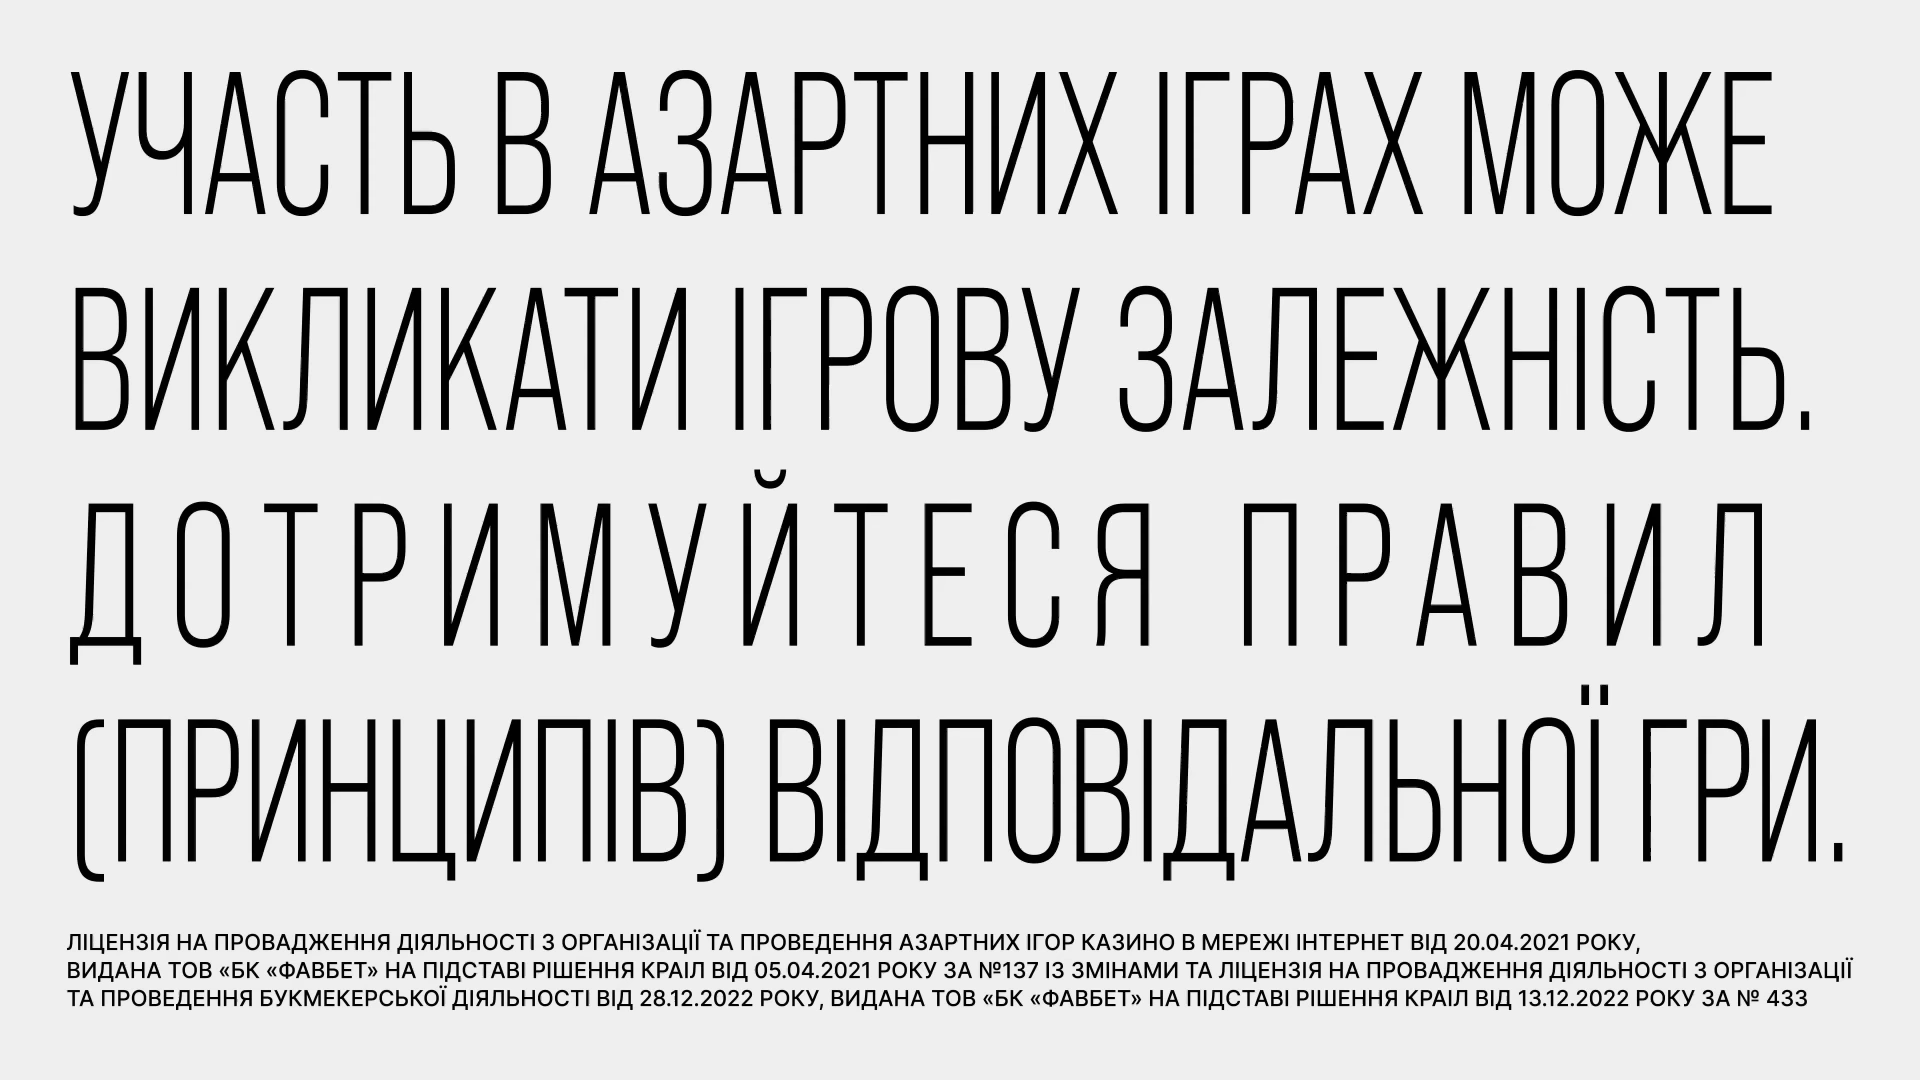 УЧАСТЬ В АЗАРТНИХ ІГРАХ МОЖЕ
ВИКЛИКАТИ ІГРОВУ ЗАЛЕЖНІСТЬ.
ДОТРИМУЙТЕСЯ ПРАВИЛ
(ПРИНЦИПІВ) ВІДПОВІДАЛЬНОЇ ГРИ.
ЛІЦЕНЗІЯ НА ПРОВАДЖЕННЯ ДІЯЛЬНОСТІ З ОРГАНІЗАЦІЇ ТА ПРОВЕДЕННЯ АЗАРТНИХ ІГОР КАЗИНО В МЕРЕЖІ ІНТЕРНЕТ ВІД 20.04.2021 РОКУ,
ВИДАНА ТОВ «БК «ФАВБЕТ» НА ПІДСТАВІ РІШЕННЯ КРАІЛ ВІД 05.04.2021 РОКУ ЗА №137 ІЗ ЗМІНАМИ ТА ЛІЦЕНЗІЯ НА ПРОВАДЖЕННЯ ДІЯЛЬНОСТІ З ОРГАНІЗАЦІЇ
ТА ПРОВЕДЕННЯ БУКМЕКЕРСЬКОЇ ДІЯЛЬНОСТІ ВІД 28.12.2022 РОКУ, ВИДАНА ТОВ «БК «ФАВБЕТ» НА ПІДСТАВІ РІШЕННЯ КРАІЛ ВІД 13.12.2022 РОКУ ЗА № 433